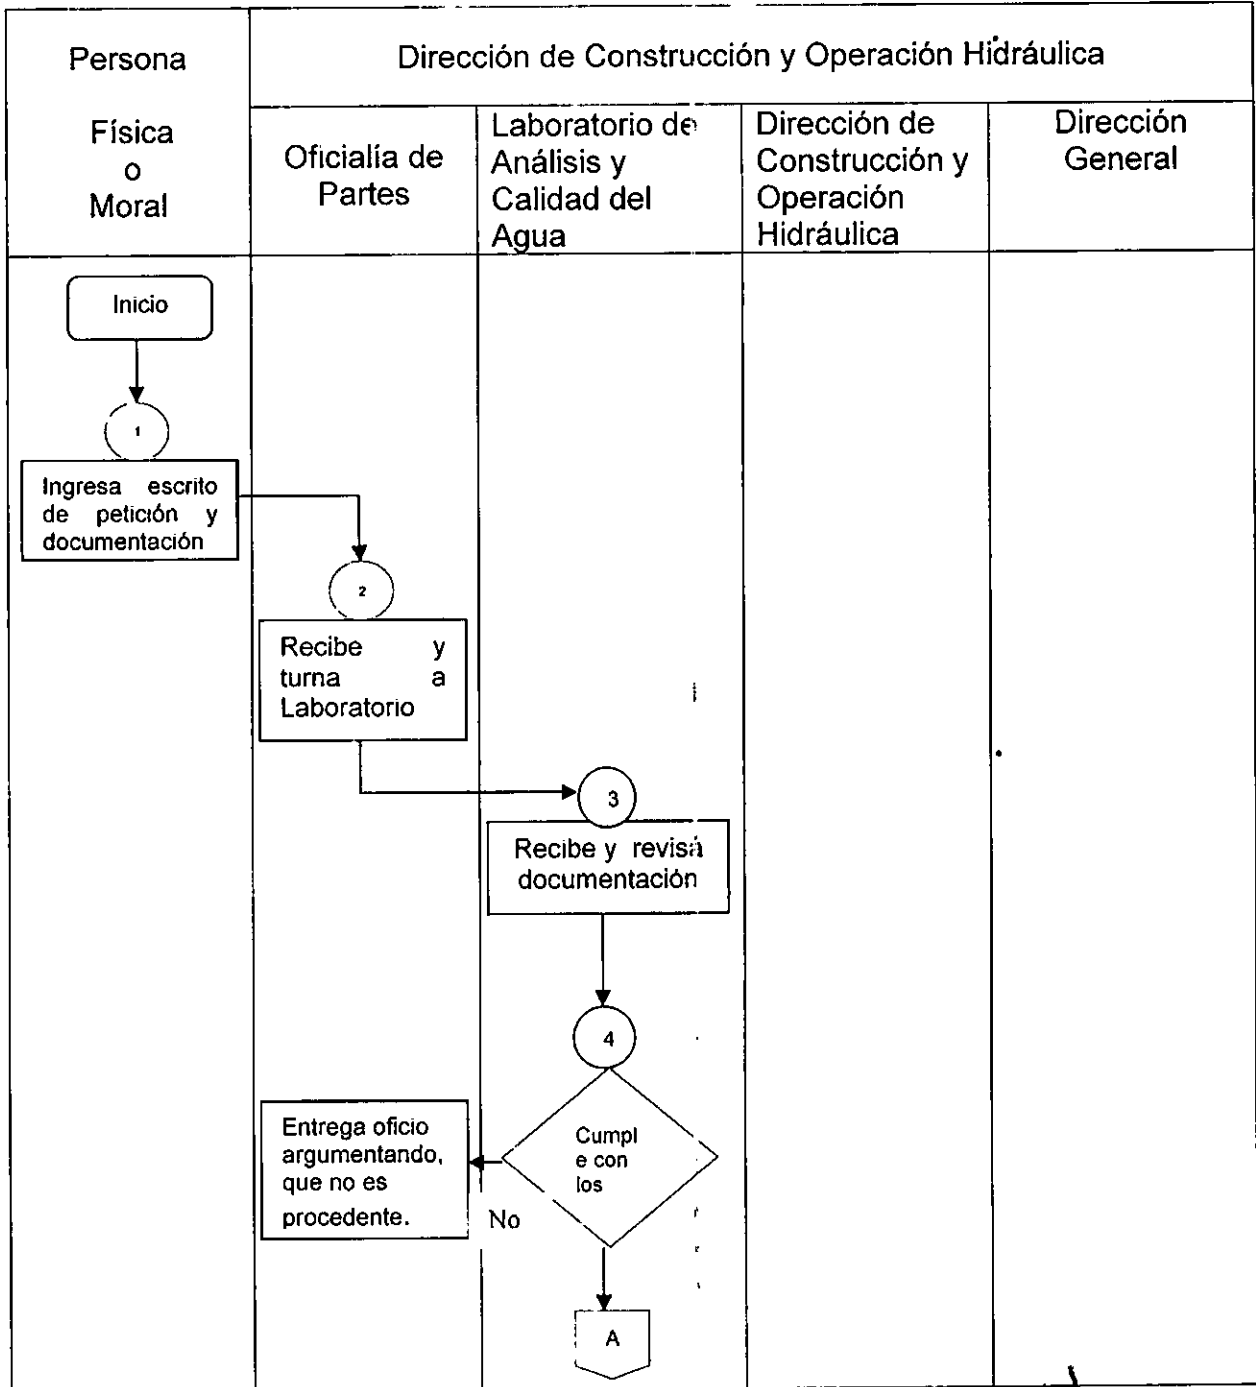 Persona
Física
o
Moral
Dirección de Construcción y Operación Hidráulica
Oficialía de
Partes
Laboratorio de
Análisis y
Calidad del
Agua
Dirección de
Construcción y
Operación
Hidráulica
Dirección
General
Inicio
1
Ingresa escrito
de petición y
documentación
2
Recibe y
turna a
Laboratorio
3
Recibe y revisa
documentación
4
Cumpl
e con
los
No
Entrega oficio
argumentando,
que no es
procedente.
A